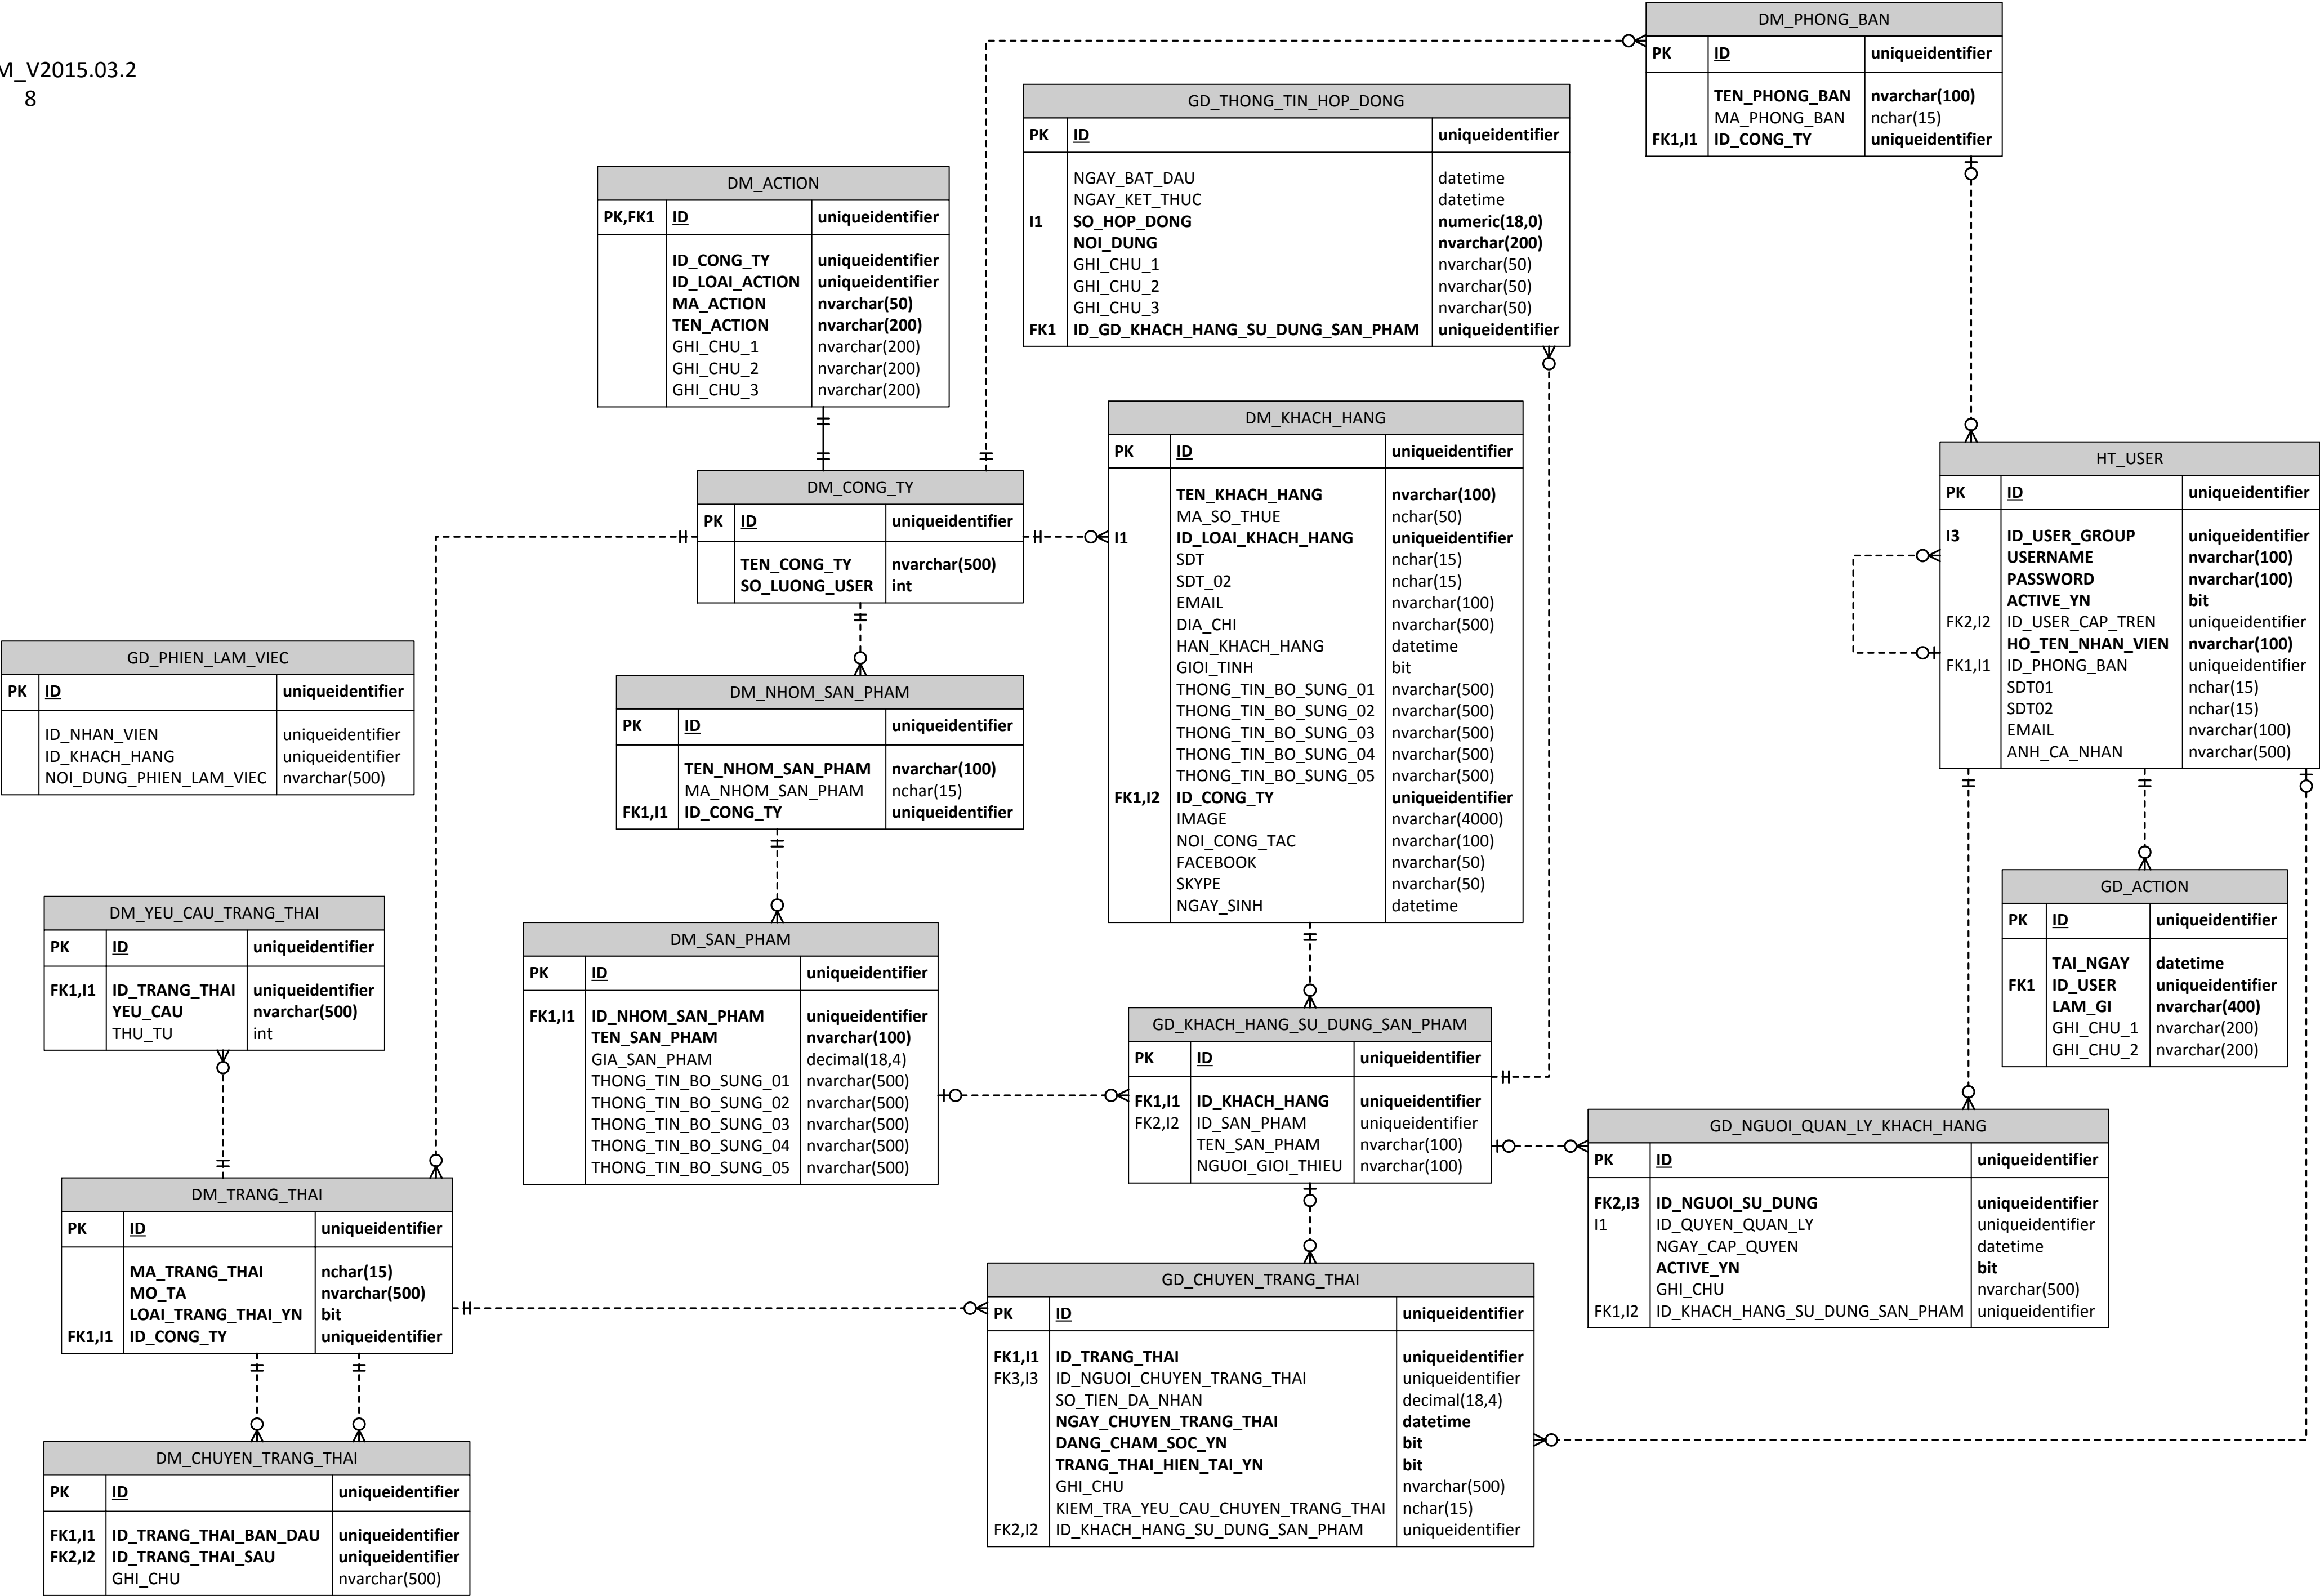 M_V2015.03.2
8
DM_PHONG_BAN
PK ID uniqueidentifier
TEN_PHONG_BAN nvarchar(100)
MA_PHONG_BAN nchar(15)
FK1,I1 ID_CONG_TY uniqueidentifier
GD_THONG_TIN_HOP_DONG
PK ID uniqueidentifier
NGAY_BAT_DAU datetime
NGAY_KET_THUC datetime
I1 SO_HOP_DONG numeric(18,0)
NOI_DUNG nvarchar(200)
GHI_CHU_1 nvarchar(50)
GHI_CHU_2 nvarchar(50)
GHI_CHU_3 nvarchar(50)
FK1 ID_GD_KHACH_HANG_SU_DUNG_SAN_PHAM uniqueidentifier
DM_ACTION
PK,FK1 ID uniqueidentifier
ID_CONG_TY uniqueidentifier
ID_LOAI_ACTION uniqueidentifier
MA_ACTION nvarchar(50)
TEN_ACTION nvarchar(200)
GHI_CHU_1 nvarchar(200)
GHI_CHU_2 nvarchar(200)
GHI_CHU_3 nvarchar(200)
DM_KHACH_HANG
PK ID uniqueidentifier
TEN_KHACH_HANG nvarchar(100)
MA_SO_THUE nchar(50)
I1 ID_LOAI_KHACH_HANG uniqueidentifier
SDT nchar(15)
SDT_02 nchar(15)
EMAIL nvarchar(100)
DIA_CHI nvarchar(500)
HAN_KHACH_HANG datetime
GIOI_TINH bit
THONG_TIN_BO_SUNG_01 nvarchar(500)
THONG_TIN_BO_SUNG_02 nvarchar(500)
THONG_TIN_BO_SUNG_03 nvarchar(500)
THONG_TIN_BO_SUNG_04 nvarchar(500)
THONG_TIN_BO_SUNG_05 nvarchar(500)
FK1,I2 ID_CONG_TY uniqueidentifier
IMAGE nvarchar(4000)
NOI_CONG_TAC nvarchar(100)
FACEBOOK nvarchar(50)
SKYPE nvarchar(50)
NGAY_SINH datetime
HT_USER
PK ID uniqueidentifier
I3 ID_USER_GROUP uniqueidentifier
USERNAME nvarchar(100)
PASSWORD nvarchar(100)
ACTIVE_YN bit
FK2,I2 ID_USER_CAP_TREN uniqueidentifier
HO_TEN_NHAN_VIEN nvarchar(100)
FK1,I1 ID_PHONG_BAN uniqueidentifier
SDT01 nchar(15)
SDT02 nchar(15)
EMAIL nvarchar(100)
ANH_CA_NHAN nvarchar(500)
DM_CONG_TY
PK ID uniqueidentifier
TEN_CONG_TY nvarchar(500)
SO_LUONG_USER int
GD_PHIEN_LAM_VIEC
PK ID uniqueidentifier
ID_NHAN_VIEN uniqueidentifier
ID_KHACH_HANG uniqueidentifier
NOI_DUNG_PHIEN_LAM_VIEC nvarchar(500)
DM_NHOM_SAN_PHAM
PK ID uniqueidentifier
TEN_NHOM_SAN_PHAM nvarchar(100)
MA_NHOM_SAN_PHAM nchar(15)
FK1,I1 ID_CONG_TY uniqueidentifier
DM_YEU_CAU_TRANG_THAI
PK ID uniqueidentifier
FK1,I1 ID_TRANG_THAI uniqueidentifier
YEU_CAU nvarchar(500)
THU_TU int
DM_SAN_PHAM
PK ID uniqueidentifier
FK1,I1 ID_NHOM_SAN_PHAM uniqueidentifier
TEN_SAN_PHAM nvarchar(100)
GIA_SAN_PHAM decimal(18,4)
THONG_TIN_BO_SUNG_01 nvarchar(500)
THONG_TIN_BO_SUNG_02 nvarchar(500)
THONG_TIN_BO_SUNG_03 nvarchar(500)
THONG_TIN_BO_SUNG_04 nvarchar(500)
THONG_TIN_BO_SUNG_05 nvarchar(500)
GD_ACTION
PK ID uniqueidentifier
TAI_NGAY datetime
FK1 ID_USER uniqueidentifier
LAM_GI nvarchar(400)
GHI_CHU_1 nvarchar(200)
GHI_CHU_2 nvarchar(200)
GD_KHACH_HANG_SU_DUNG_SAN_PHAM
PK ID uniqueidentifier
FK1,I1 ID_KHACH_HANG uniqueidentifier
FK2,I2 ID_SAN_PHAM uniqueidentifier
TEN_SAN_PHAM nvarchar(100)
NGUOI_GIOI_THIEU nvarchar(100)
GD_NGUOI_QUAN_LY_KHACH_HANG
PK ID uniqueidentifier
FK2,I3 ID_NGUOI_SU_DUNG uniqueidentifier
I1 ID_QUYEN_QUAN_LY uniqueidentifier
NGAY_CAP_QUYEN datetime
ACTIVE_YN bit
GHI_CHU nvarchar(500)
FK1,I2 ID_KHACH_HANG_SU_DUNG_SAN_PHAM uniqueidentifier
DM_TRANG_THAI
PK ID uniqueidentifier
MA_TRANG_THAI nchar(15)
MO_TA nvarchar(500)
LOAI_TRANG_THAI_YN bit
FK1,I1 ID_CONG_TY uniqueidentifier
GD_CHUYEN_TRANG_THAI
PK ID uniqueidentifier
FK1,I1 ID_TRANG_THAI uniqueidentifier
FK3,I3 ID_NGUOI_CHUYEN_TRANG_THAI uniqueidentifier
SO_TIEN_DA_NHAN decimal(18,4)
NGAY_CHUYEN_TRANG_THAI datetime
DANG_CHAM_SOC_YN bit
TRANG_THAI_HIEN_TAI_YN bit
GHI_CHU nvarchar(500)
KIEM_TRA_YEU_CAU_CHUYEN_TRANG_THAI nchar(15)
FK2,I2 ID_KHACH_HANG_SU_DUNG_SAN_PHAM uniqueidentifier
DM_CHUYEN_TRANG_THAI
PK ID uniqueidentifier
FK1,I1 ID_TRANG_THAI_BAN_DAU uniqueidentifier
FK2,I2 ID_TRANG_THAI_SAU uniqueidentifier
GHI_CHU nvarchar(500)